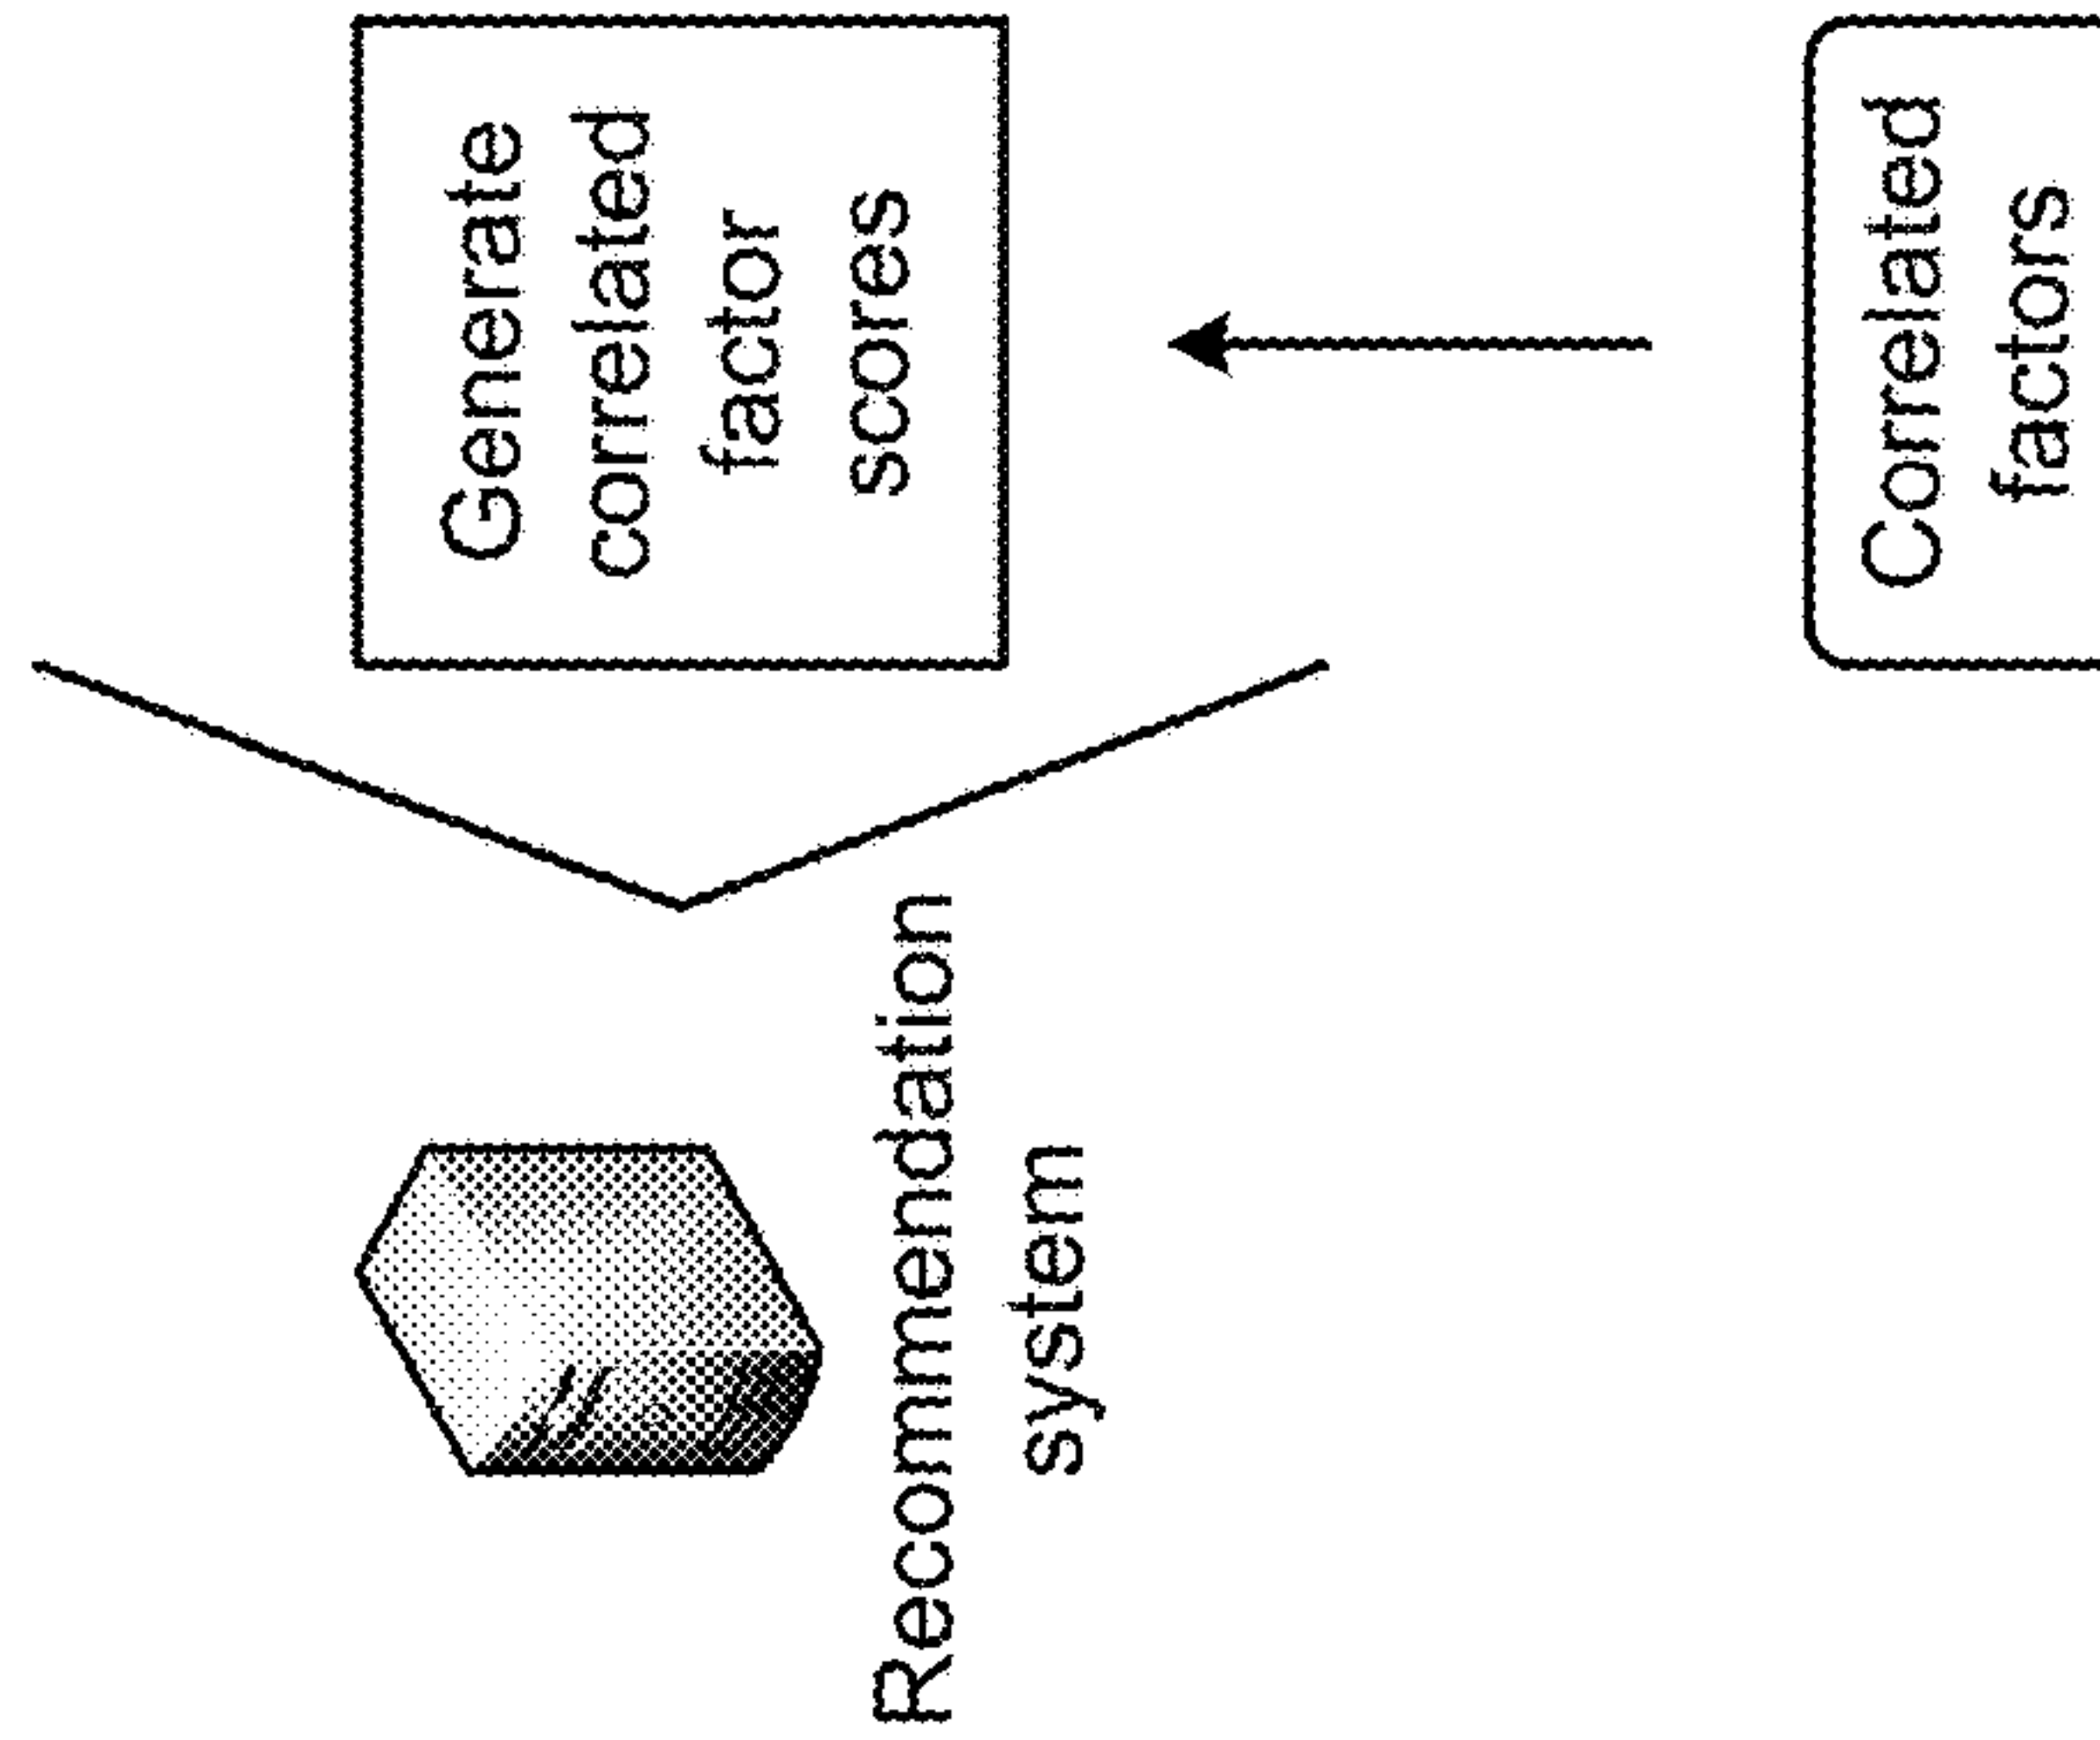 Generate
correlated
factor
scores
Correlated
factors
Recommendation
system